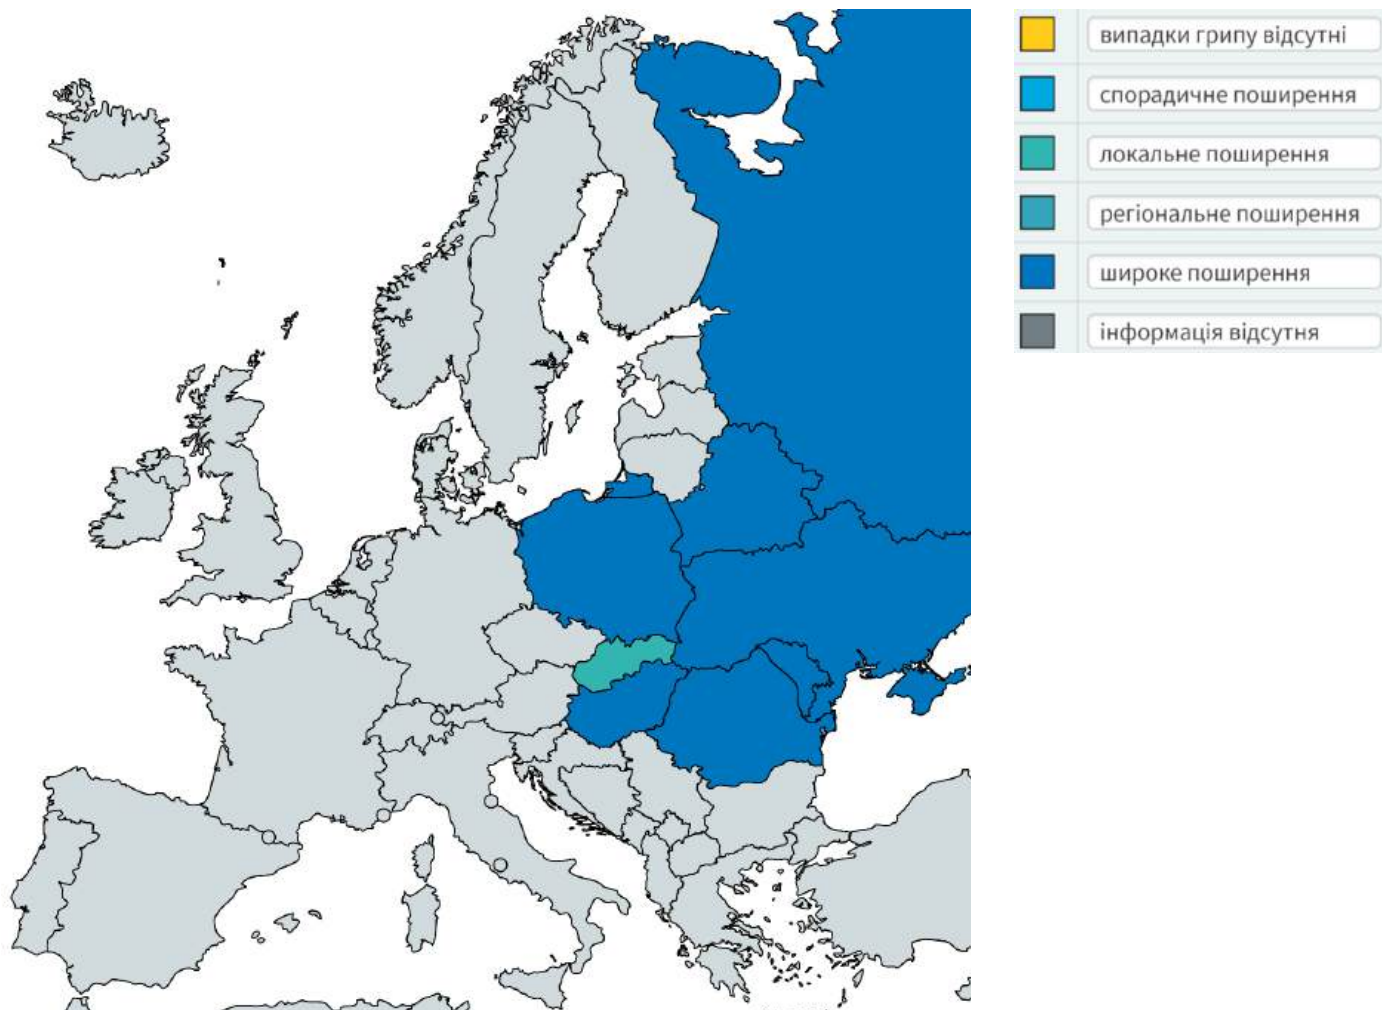 випадки грипу відсутні
спорадичне поширення
локальне поширення
регіональне поширення
широке поширення
інформація відсутня